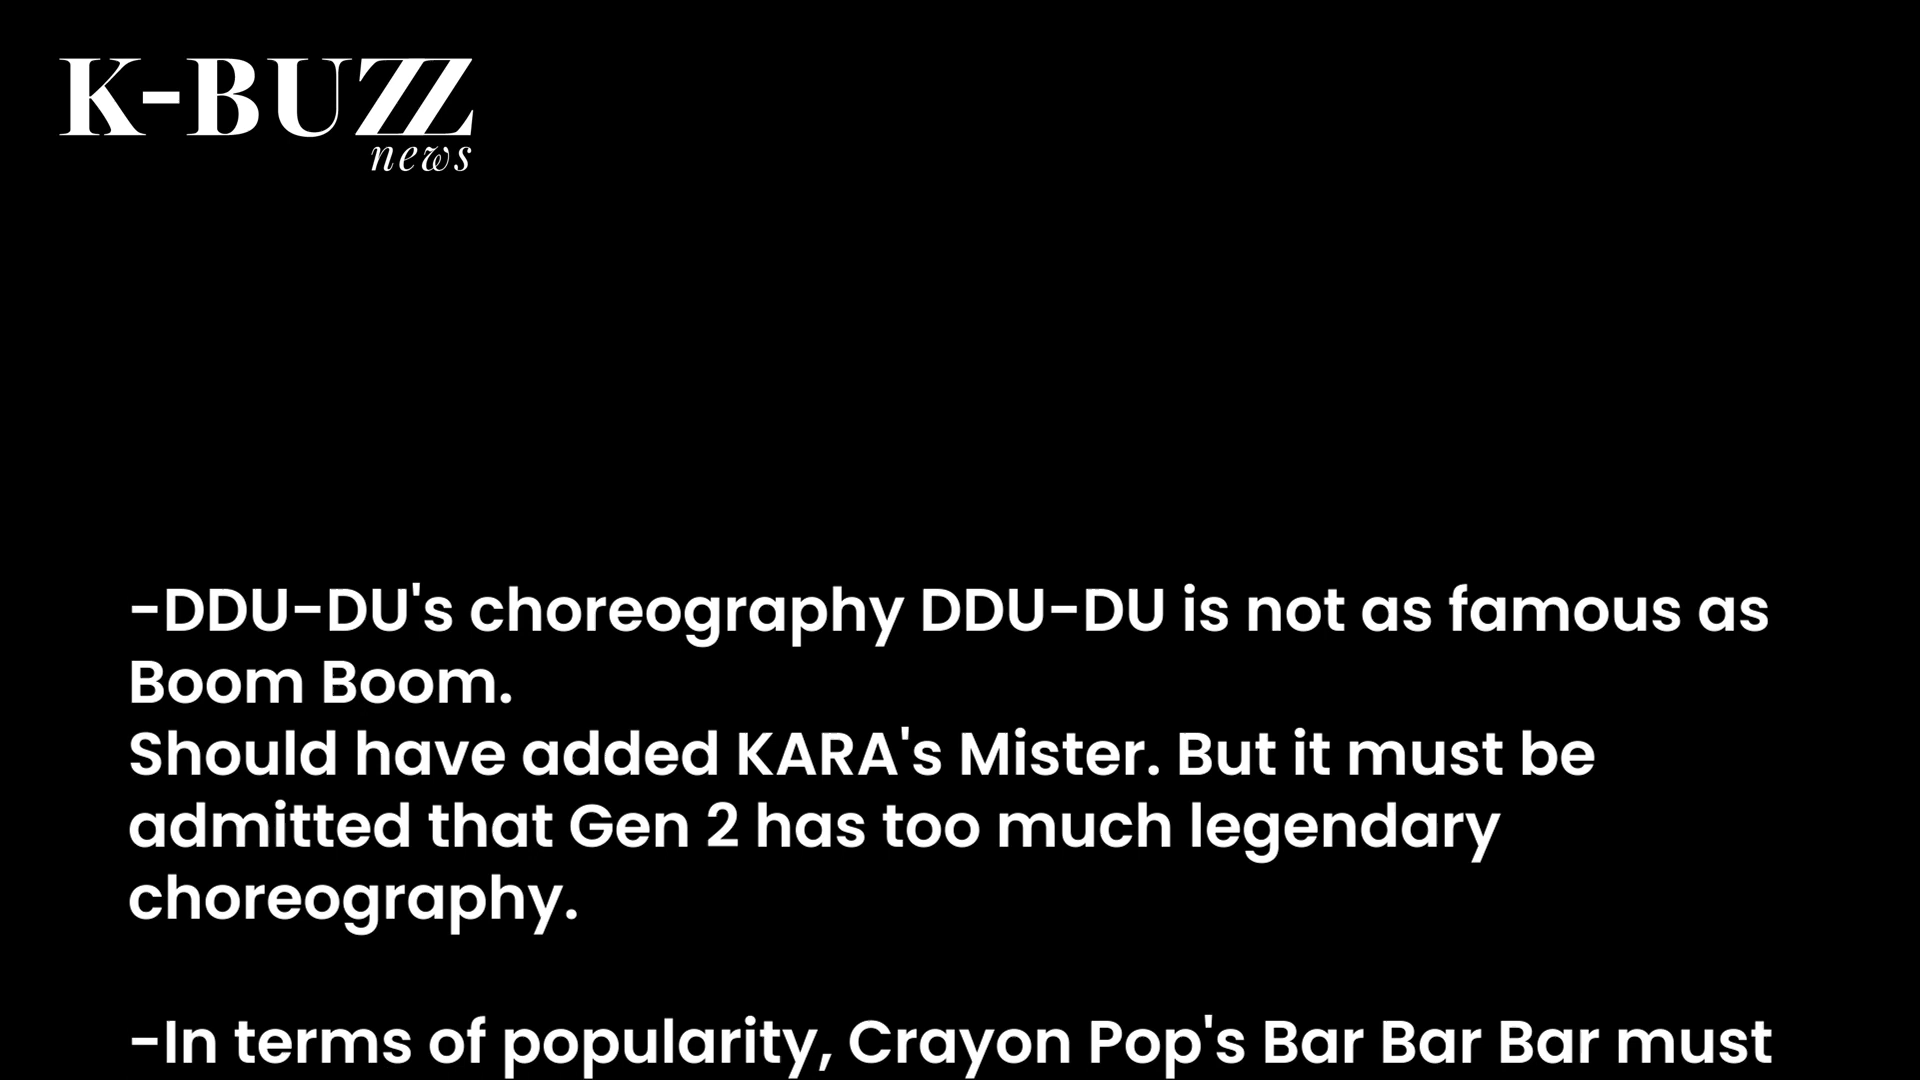 K-BUZZ
news
-DDU-DU's choreography DDU-DU is not as famous as
Boom Boom.
Should have added KARA's Mister. But it must be
admitted that Gen 2 has too much legendary
choreography.
-In terms of popularity, Crayon Pop's Bar Bar Bar must